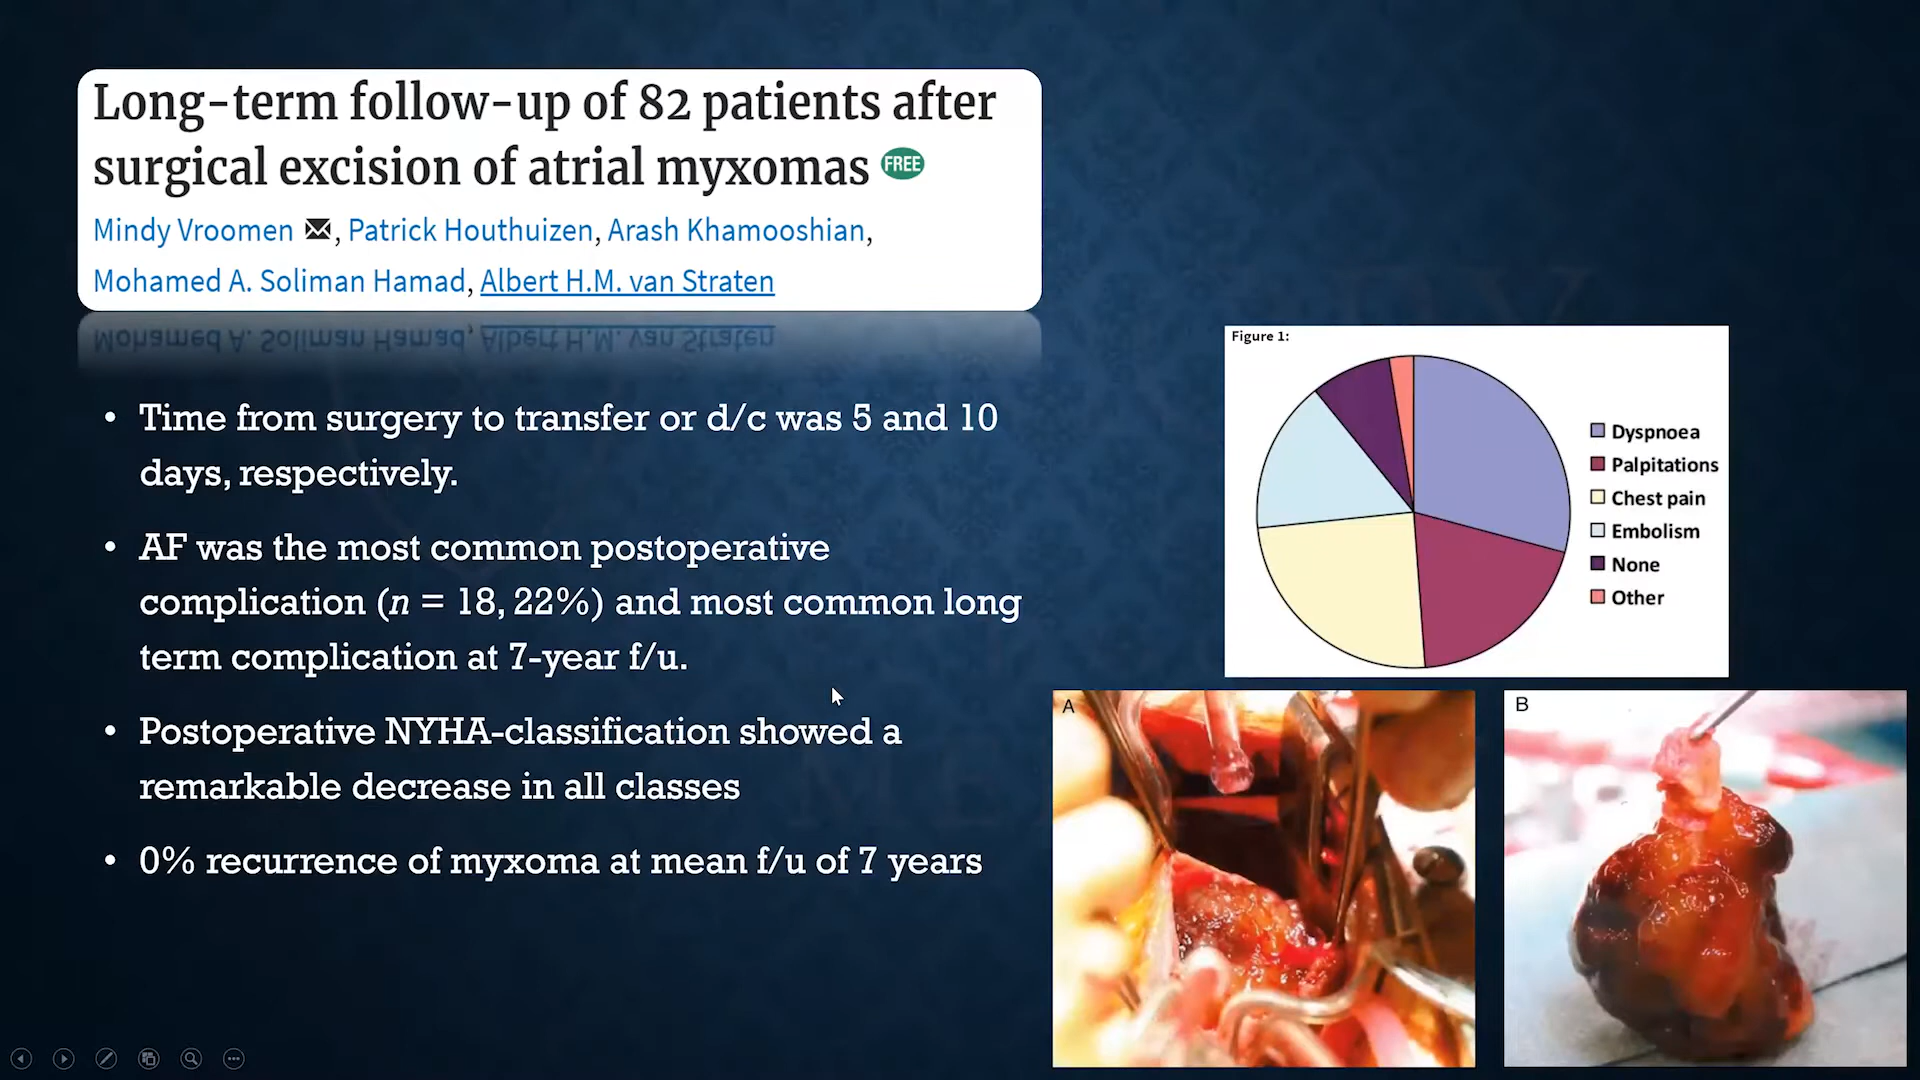 Long-term follow-up of 82 patients after
surgical excision of atrial myxomas FREE
Mindy Vroomen , Patrick Houthuizen, Arash Khamooshian,
Mohamed A. Soliman Hamad, Albert H.M. van Straten
• Time from surgery to transfer or d/c was 5 and 10
days, respectively.
• AF was the most common postoperative
complication (n = 18, 22%) and most common long
term complication at 7-year f/u.
• Postoperative NYHA-classification showed a
remarkable decrease in all classes
• 0% recurrence of myxoma at mean f/u of 7 years
Figure 1:
Dyspnoea
Palpitations
Chest pain
Embolism
None
Other
A
B